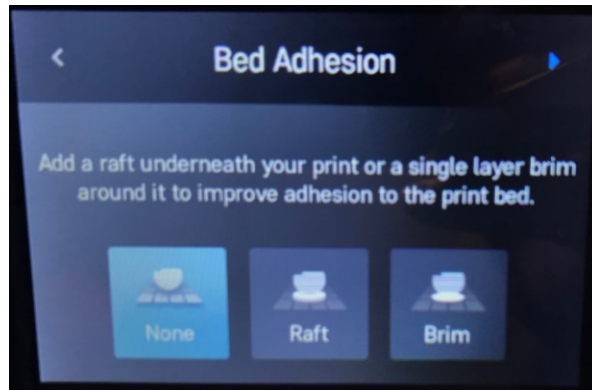 Bed Adhesion
Add a raft underneath your print or a single layer brim
around it to improve adhesion to the print bed.
None
Raft
Brim